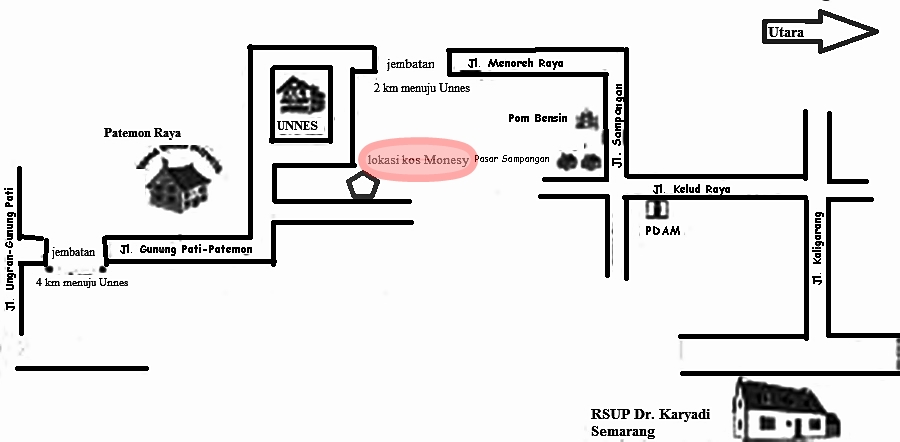 Utara
jembatan
Jl. Menoreh Raya
2 km menuju Unnes
UNNES
Pom Bensin
Jl. Sampangan
Patemon Raya
lokasi kos Monesy
Pasar Sampangan
Jl. Kelud Raya
PDAM
Jl. Ungran-Gunung Pati
jembatan
Jl. Gunung Pati-Patemon
4 km menuju Unnes
Jl. Kaligarang
RSUP Dr. Karyadi
Semarang